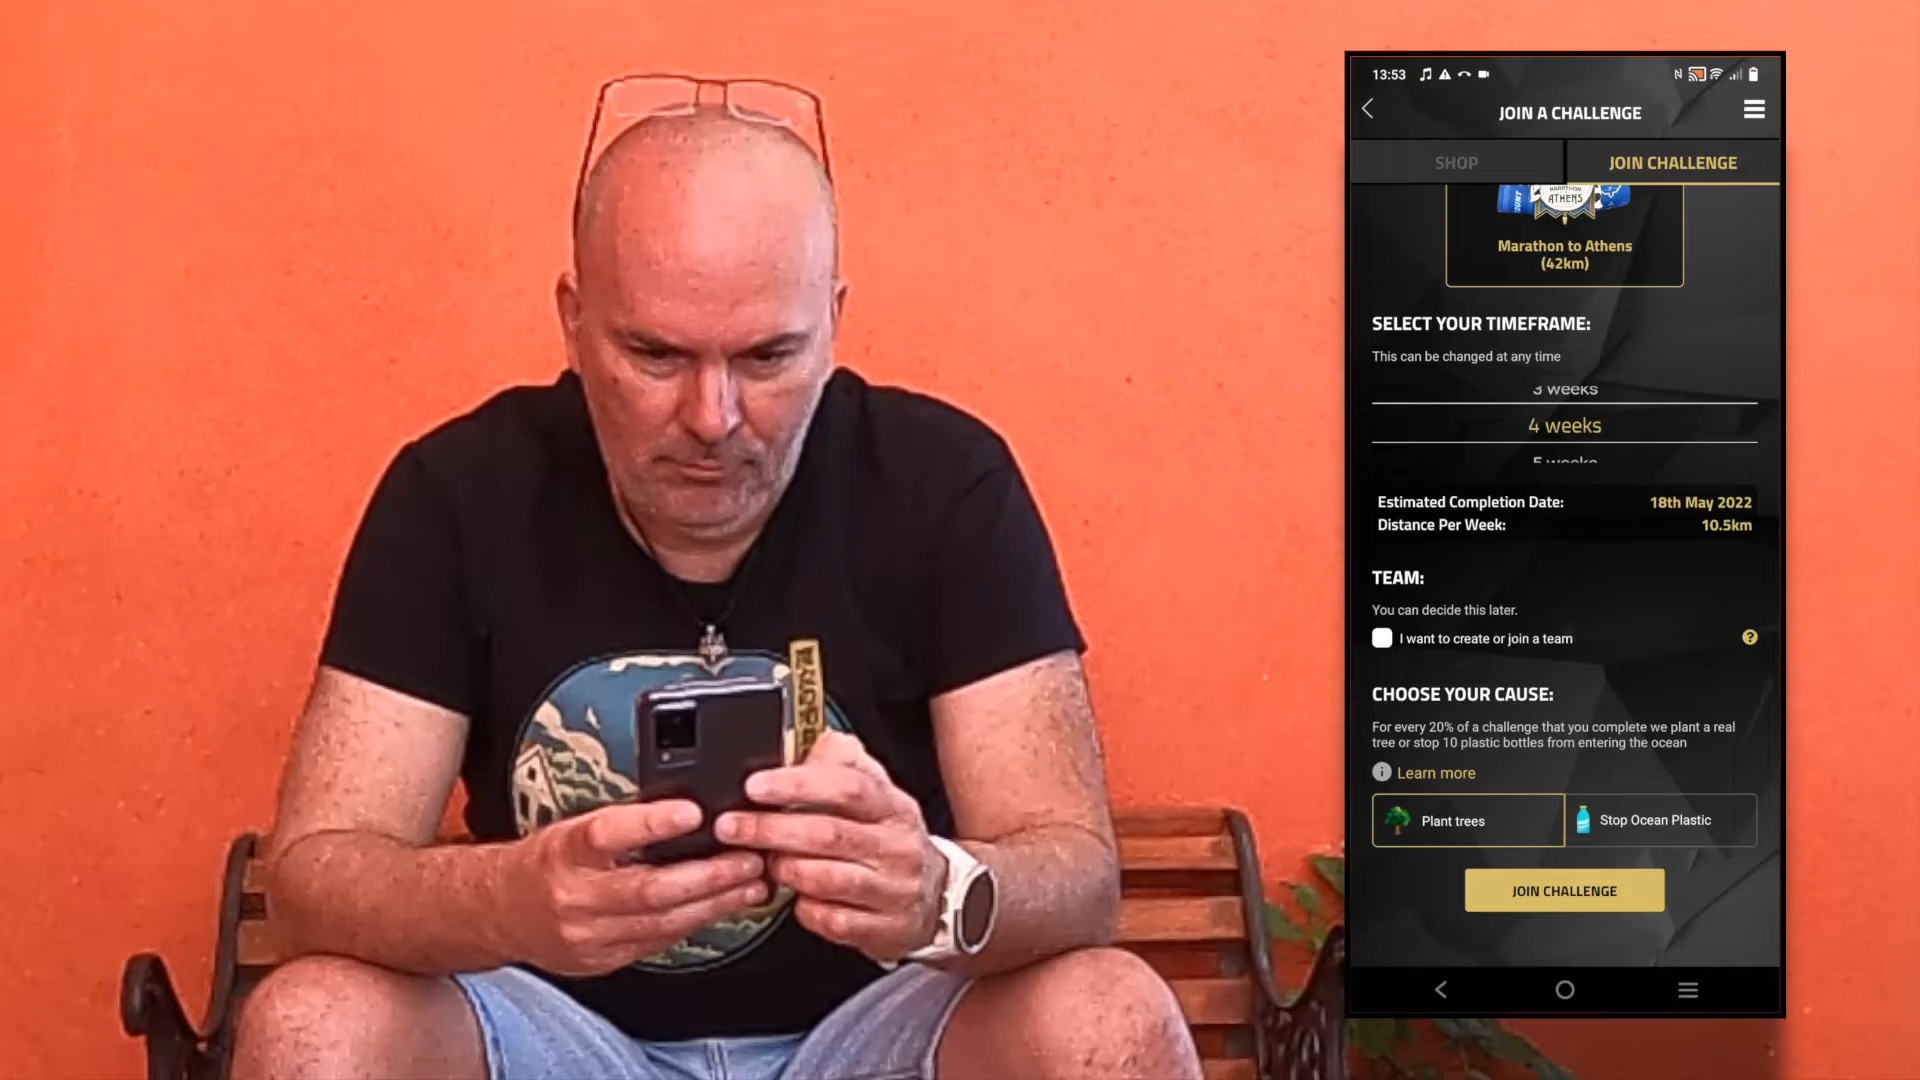 13:53
JOIN A CHALLENGE
SHOP
JOIN CHALLENGE
MARATHON
ATHENS
Marathon to Athens
(42km)
SELECT YOUR TIMEFRAME:
This can be changed at any time
3 weeks
4 weeks
5 weeks
Estimated Completion Date: 18th May 2022
Distance Per Week: 10.5km
TEAM:
You can decide this later.
I want to create or join a team
?
CHOOSE YOUR CAUSE:
For every 20% of a challenge that you complete we plant a real
tree or stop 10 plastic bottles from entering the ocean
i Learn more
Plant trees
Stop Ocean Plastic
JOIN CHALLENGE